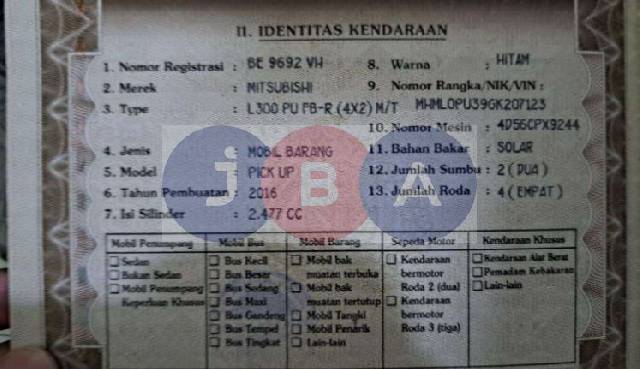 II. IDENTITAS KENDARAAN
1. Nomor Registrasi : BE 9692 VH
2. Merek : MITSUBISHI
3. Type : L300 PU FB-R (4X2) M/T
4. Jenis : MOBIL BARANG
5. Model : PICK UP
6. Tahun Pembuatan : 2016
7. Isi Silinder : 2.477 CC
8. Warna : HITAM
9. Nomor Rangka/NIK/VIN :
MHML0PU39GK207123
10. Nomor Mesin : 4D56CPX9244
11. Bahan Bakar : SOLAR
12. Jumlah Sumbu : 2 (DUA)
13. Jumlah Roda : 4 (EMPAT)
JBA
Mobil Penumpang
Sedan
Bukan Sedan
Mobil Penumpang
Keperluan Khusus
Mobil Bus
Bus Kecil
Bus Besar
Bus Sedang
Bus Maxi
Bus Gandeng
Bus Tempel
Bus Tingkat
Mobil Barang
Mobil bak
muatan terbuka
Mobil bak
muatan tertutup
Mobil Tangki
Mobil Penarik
Lain-lain
Sepeda Motor
Kendaraan
bermotor
Roda 2 (dua)
Kendaraan
bermotor
Roda 3 (tiga)
Kendaraan Khusus
Kendaraan Alat Berat
Pemadam Kebakaran
Lain-lain